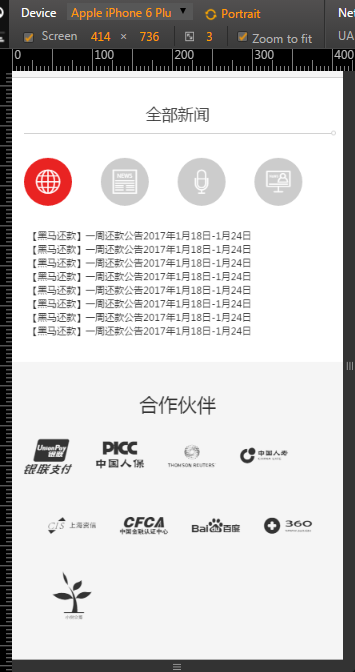 Device Apple iPhone 6 Plu Portrait Net
Screen 414 × 736 3 Zoom to fit UA
0 100 200 300 400
全部新闻
NEWS
【黑马还款】一周还款公告2017年1月18日-1月24日
【黑马还款】一周还款公告2017年1月18日-1月24日
【黑马还款】一周还款公告2017年1月18日-1月24日
【黑马还款】一周还款公告2017年1月18日-1月24日
【黑马还款】一周还款公告2017年1月18日-1月24日
【黑马还款】一周还款公告2017年1月18日-1月24日
【黑马还款】一周还款公告2017年1月18日-1月24日
【黑马还款】一周还款公告2017年1月18日-1月24日
合作伙伴
UnionPay 银联 银联支付
PICC 中国人保
THOMSON REUTERS
中国人寿
CIS 上海资信
CFCA 中国金融认证中心
Bai du 百度
360